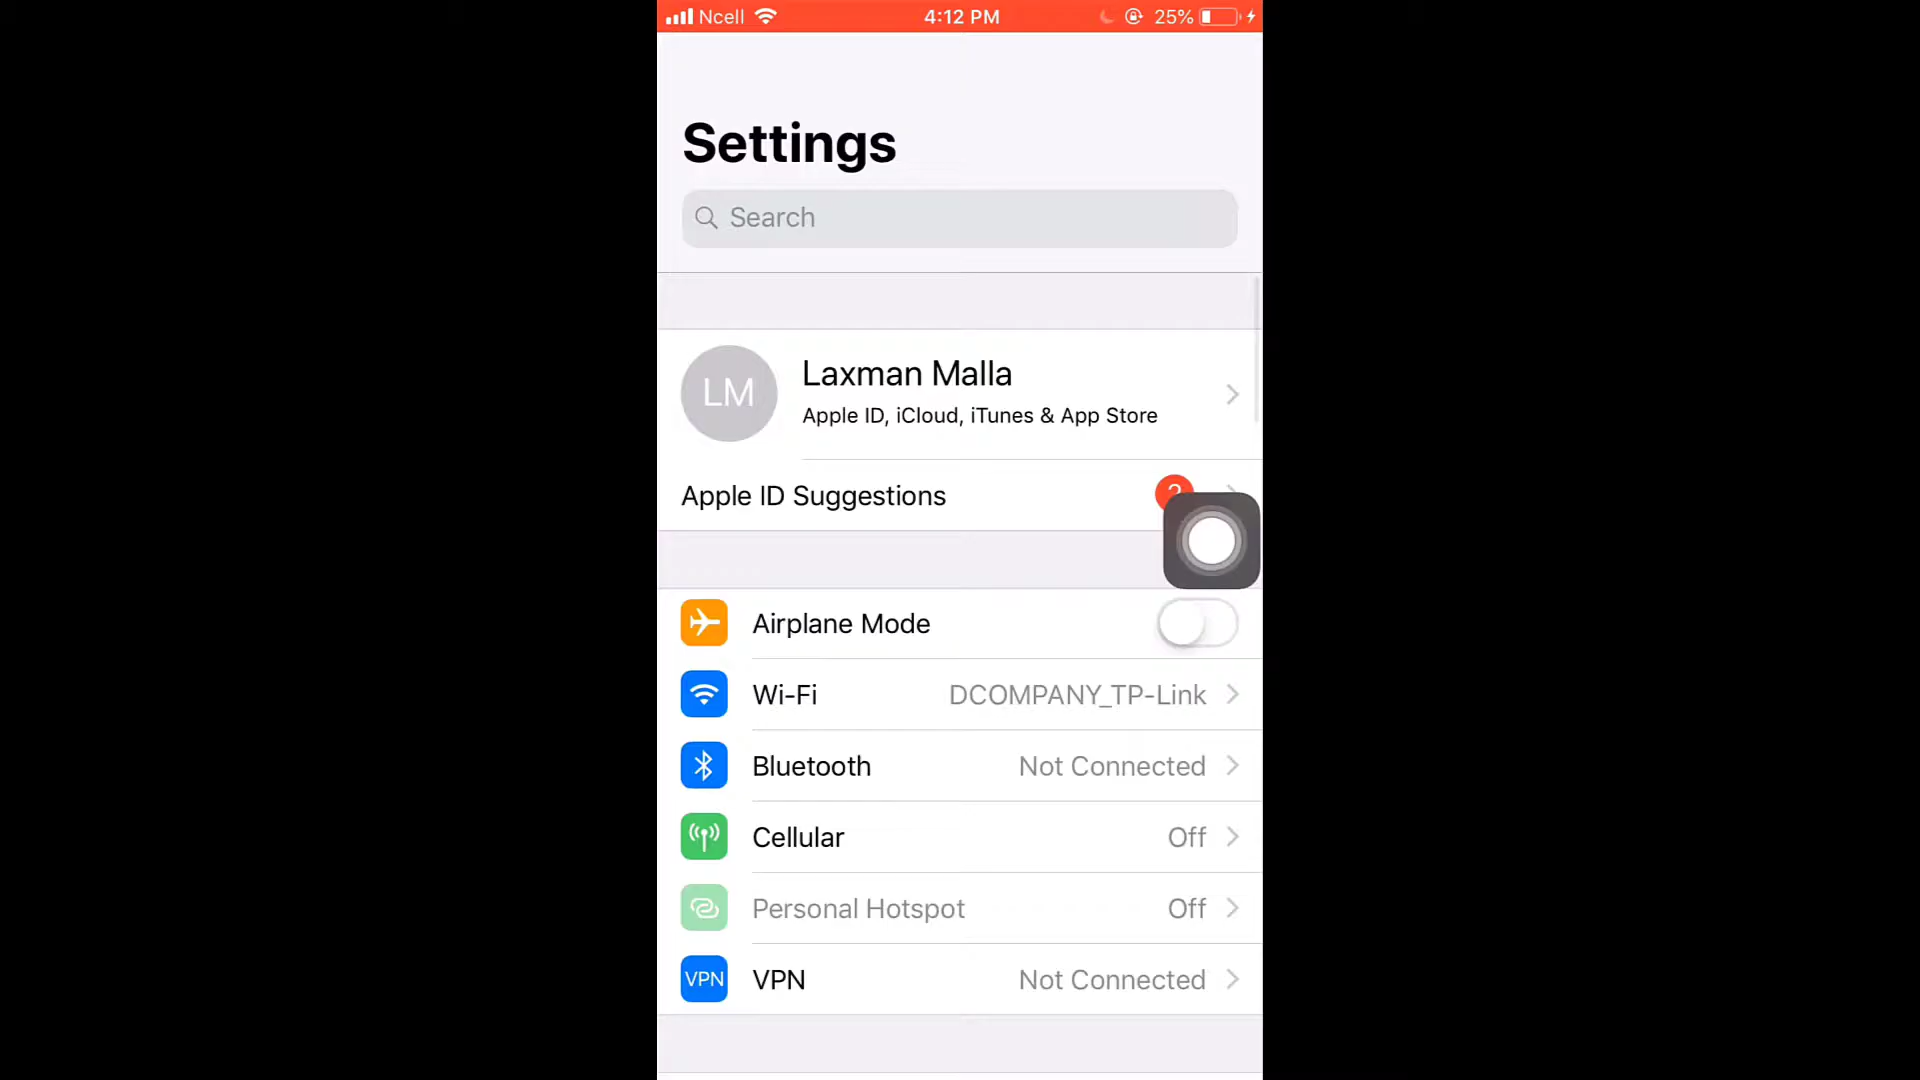 Ncell 4:12 PM 25%
Settings
Search
LM
Laxman Malla
Apple ID, iCloud, iTunes & App Store
Apple ID Suggestions
Airplane Mode
Wi-Fi DCOMPANY_TP-Link
Bluetooth Not Connected
Cellular Off
Personal Hotspot Off
VPN VPN Not Connected